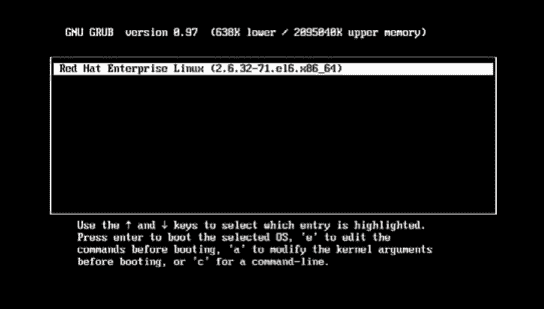 GNU GRUB  version 0.97  (638K lower / 2095040K upper memory)
Red Hat Enterprise Linux (2.6.32-71.el6.x86_64)
Use the ↑ and ↓ keys to select which entry is highlighted.
Press enter to boot the selected OS, 'e' to edit the
commands before booting, 'a' to modify the kernel arguments
before booting, or 'c' for a command-line.